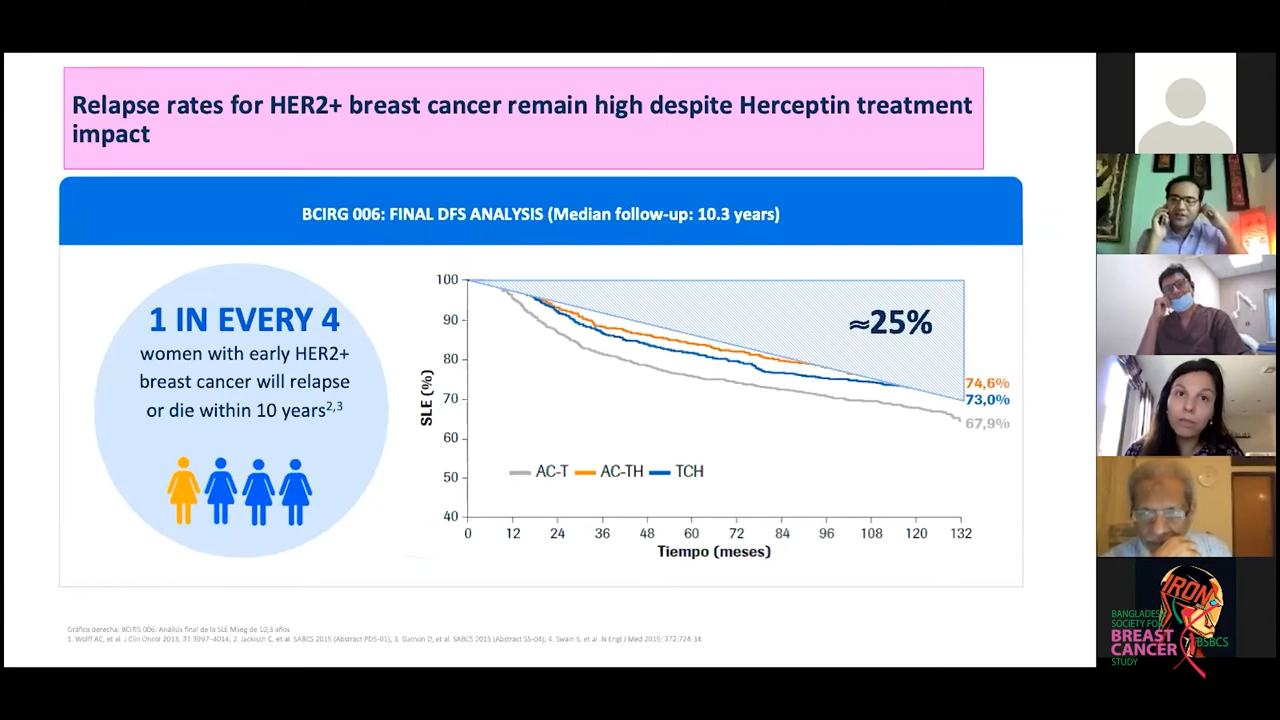 Relapse rates for HER2+ breast cancer remain high despite Herceptin treatment
impact
BCIRG 006: FINAL DFS ANALYSIS (Median follow-up: 10.3 years)
1 IN EVERY 4
women with early HER2+
breast cancer will relapse
or die within 10 years2,3
SLE (%)
100
90
80
70
60
50
40
≈25%
74,6%
73,0%
67,9%
AC-T AC-TH TCH
0 12 24 36 48 60 72 84 96 108 120 132
Tiempo (meses)
Gráfica derecha: BCIRG 006: Análisis final de la SLE Mseg de 10,3 años
1. Wolff AC, et al. J Clin Oncol 2013; 31:3997–4014; 2. Jackisch C, et al. SABCS 2015 (Abstract PD5-01), 3. Slamon D, et al. SABCS 2015 (Abstract S5-04); 4. Swain S, et al. N Engl J Med 2015; 372:724-34.
IRON
BANGLADESH
SOCIETY FOR
BREAST
CANCER
STUDY
BSBCS